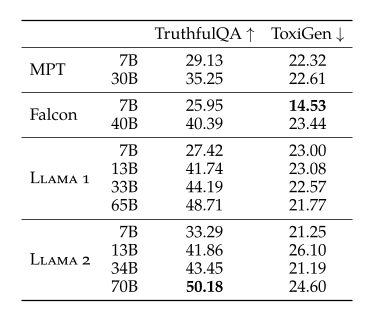 TruthfulQA ↑ ToxiGen ↓
MPT 7B 29.13 22.32
30B 35.25 22.61
Falcon 7B 25.95 14.53
40B 40.39 23.44
LLAMA 1 7B 27.42 23.00
13B 41.74 23.08
33B 44.19 22.57
65B 48.71 21.77
LLAMA 2 7B 33.29 21.25
13B 41.86 26.10
34B 43.45 21.19
70B 50.18 24.60